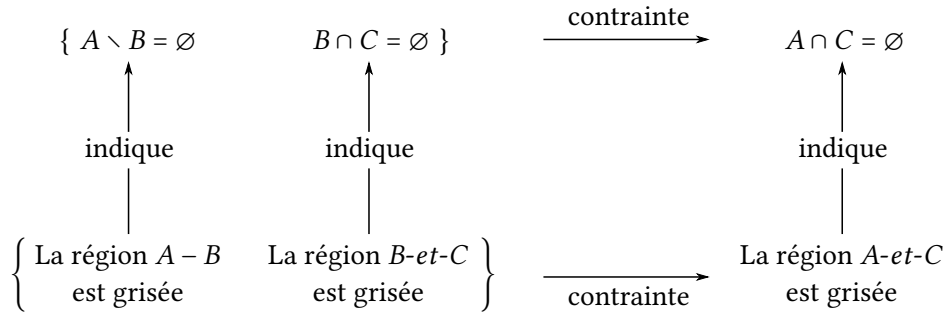 contrainte
{ A ∖ B = ∅ B ∩ C = ∅ } A ∩ C = ∅
indique indique indique
La région A – B La région B-et-C La région A-et-C
est grisée est grisée est grisée
contrainte